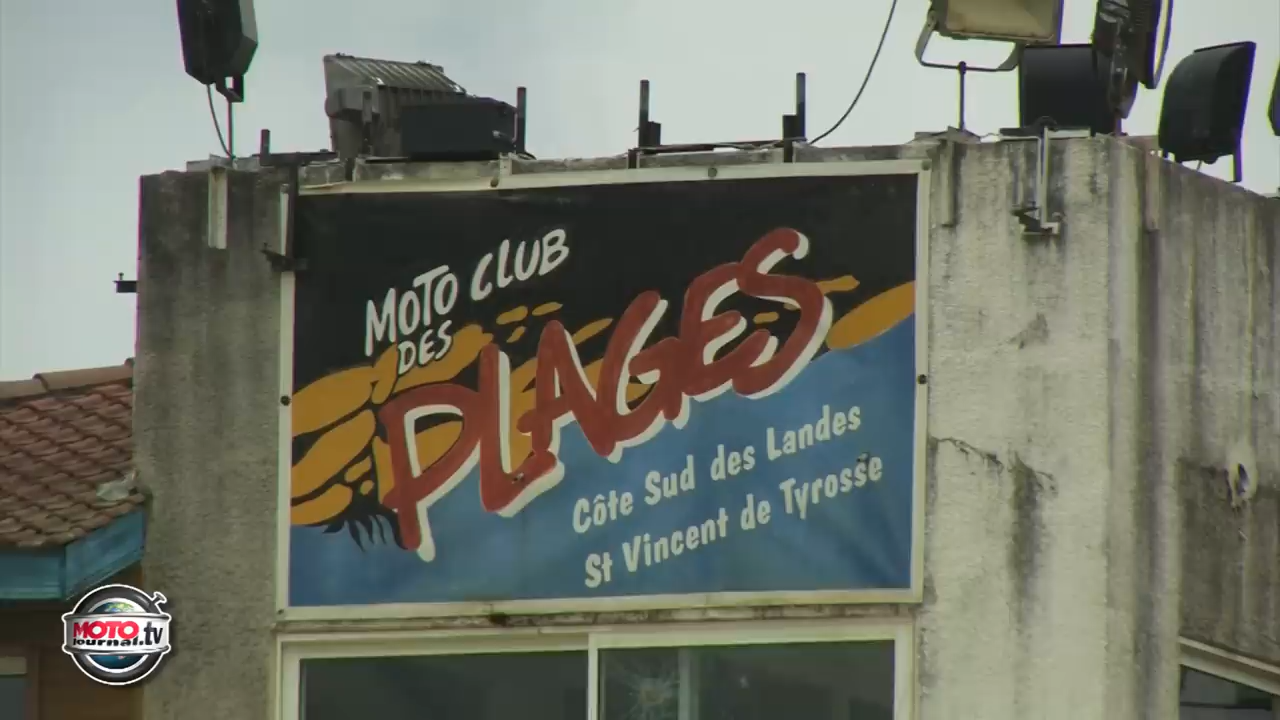 MOTO CLUB
DES
PLAGES
Côte Sud des Landes
St Vincent de Tyrosse
MOTO
journal.tv